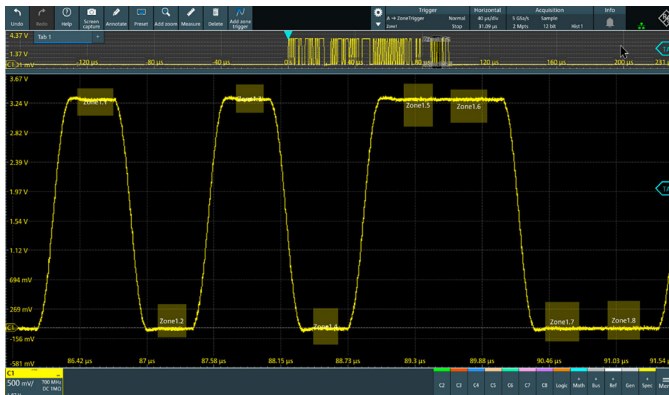 Undo
Redo
Help
Screen capture
Annotate
Preset
Add zoom
Measure
Delete
Add zone trigger
Trigger
A → ZoneTrigger Normal
Zone1 Stop
Horizontal
40 µs/div
31.09 µs
Acquisition
5 GSa/s Sample
2 Mpts 12 bit Hist 1
Info
4.37 V
Tab 1
+
1.37 V
C1
-120 µs -80 µs -40 µs 0 s 40 µs 80 µs 120 µs 160 µs 200 µs
3.67 V
3.24 V
2.82 V
2.39 V
1.97 V
1.54 V
1.12 V
694 mV
269 mV
C1
-156 mV
-581 mV
Zone1.1
Zone1.5
Zone1.6
Zone1.2
Zone1.7
Zone1.8
86.42 µs 87 µs 87.58 µs 88.15 µs 88.73 µs 89.3 µs 89.88 µs 90.46 µs 91.03 µs 91.54
C1
500 mV/
700 MHz
DC 1MΩ
C2 C3 C4 C5 C6 C7 C8 Logic Math Bus Ref Gen Spec